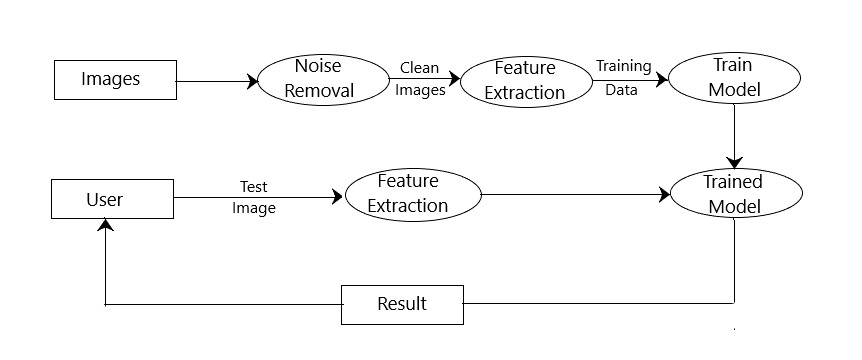 Images
Noise
Removal
Clean
Images
Feature
Extraction
Training
Data
Train
Model
User
Test
Image
Feature
Extraction
Trained
Model
Result